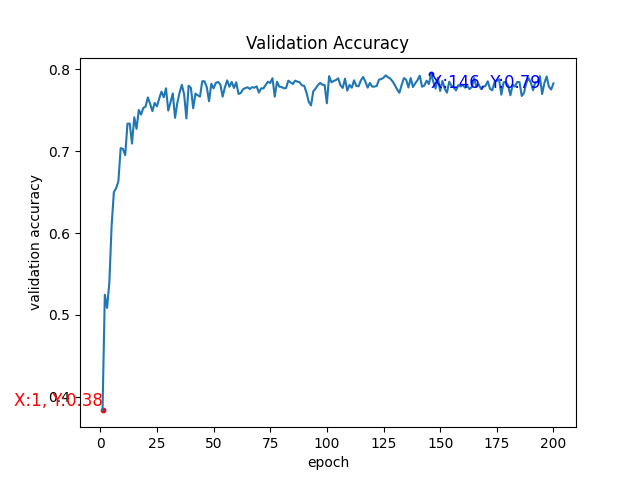 Validation Accuracy
0.8
X:146, Y:0.79
0.7
0.6
validation accuracy
0.5
0.4
X:1, Y:0.38
0 25 50 75 100 125 150 175 200
epoch